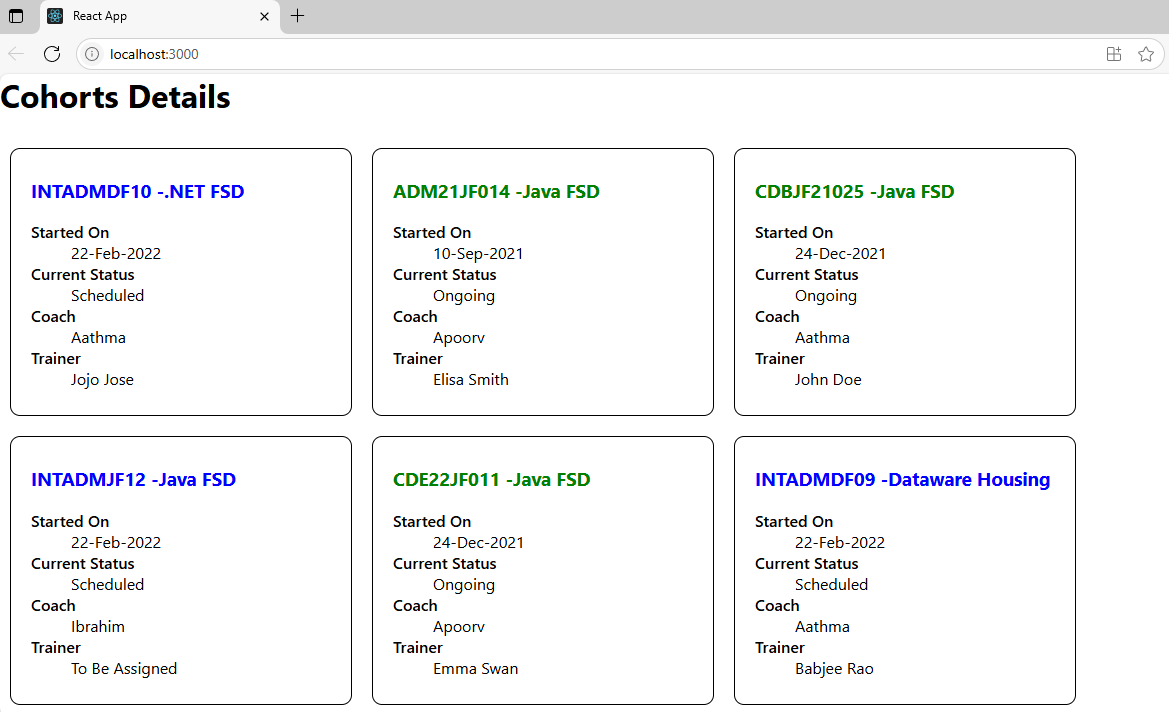 React App
localhost:3000
Cohorts Details
INTADMDF10 -.NET FSD
Started On
22-Feb-2022
Current Status
Scheduled
Coach
Aathma
Trainer
Jojo Jose
ADM21JF014 -Java FSD
Started On
10-Sep-2021
Current Status
Ongoing
Coach
Apoorv
Trainer
Elisa Smith
CDBJF21025 -Java FSD
Started On
24-Dec-2021
Current Status
Ongoing
Coach
Aathma
Trainer
John Doe
INTADMJF12 -Java FSD
Started On
22-Feb-2022
Current Status
Scheduled
Coach
Ibrahim
Trainer
To Be Assigned
CDE22JF011 -Java FSD
Started On
24-Dec-2021
Current Status
Ongoing
Coach
Apoorv
Trainer
Emma Swan
INTADMDF09 -Dataware Housing
Started On
22-Feb-2022
Current Status
Scheduled
Coach
Aathma
Trainer
Babjee Rao